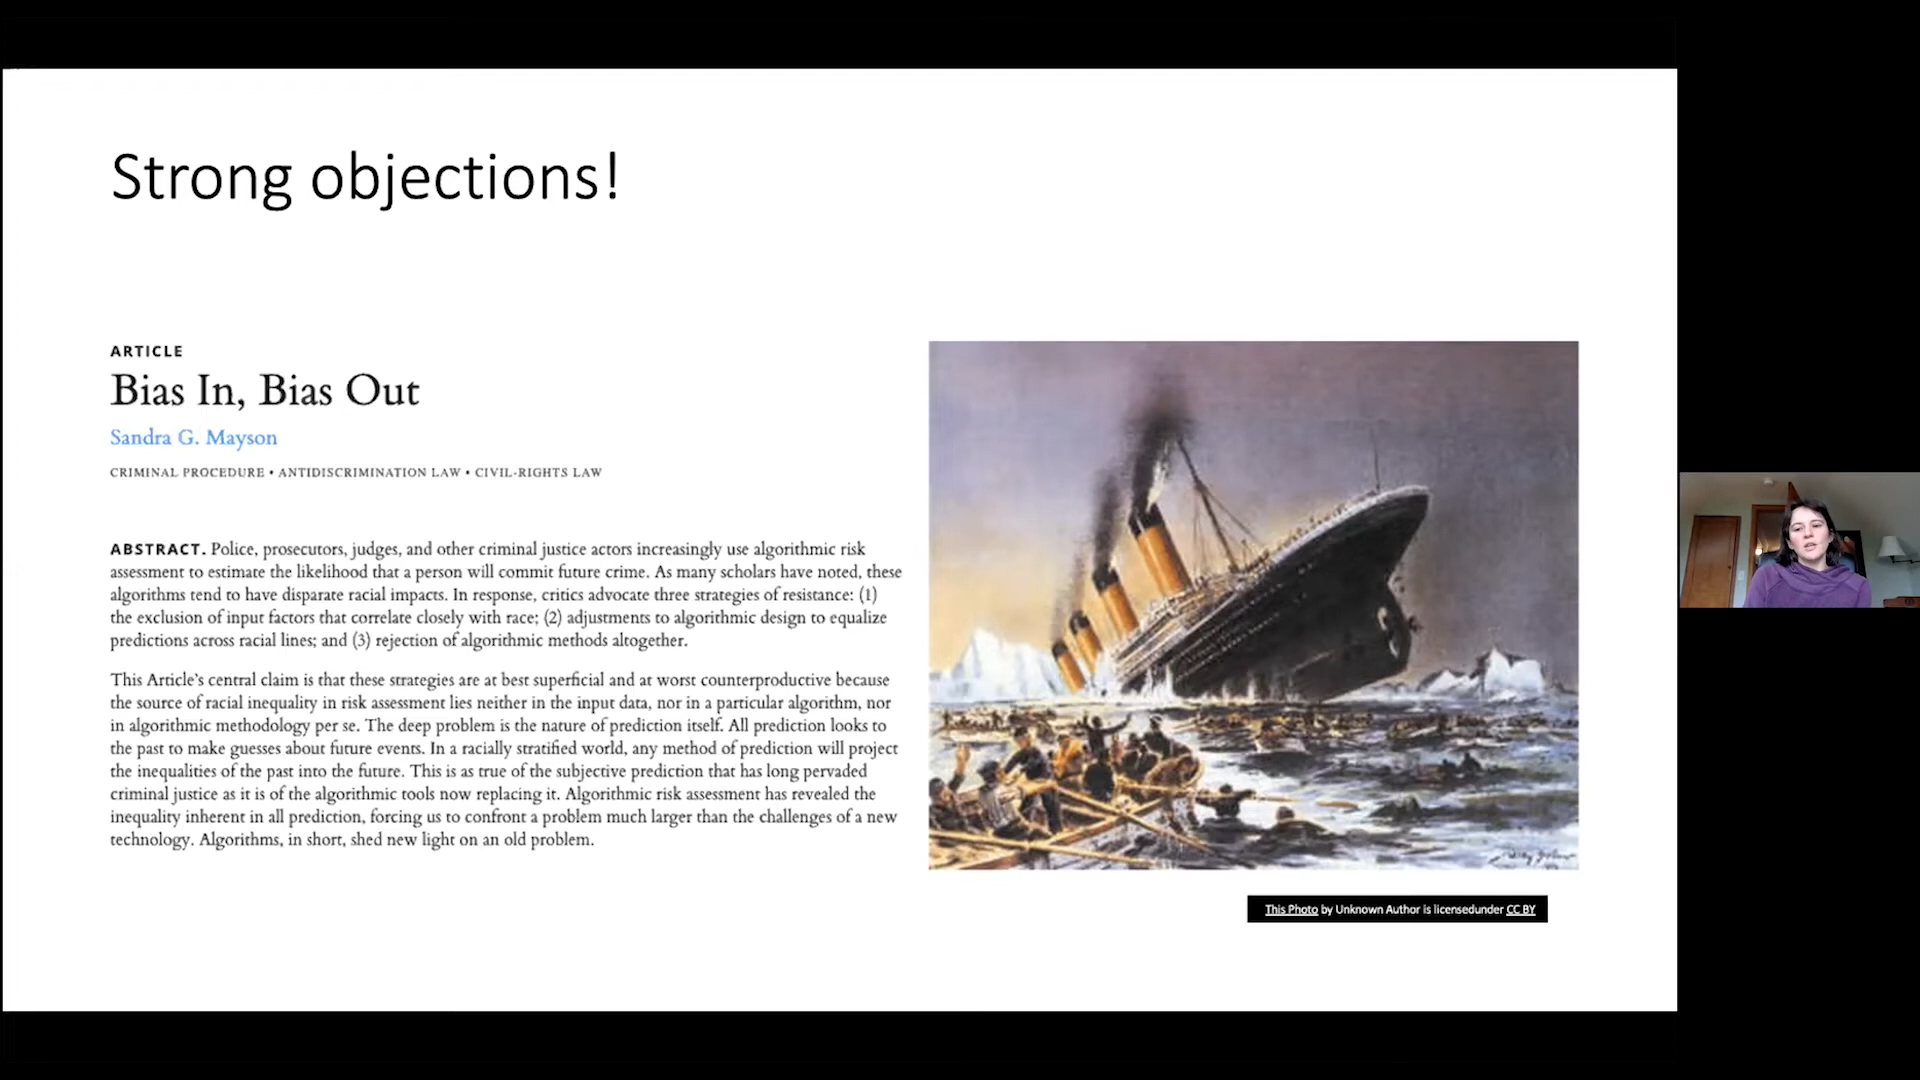 Strong objections!
ARTICLE
Bias In, Bias Out
Sandra G. Mayson
CRIMINAL PROCEDURE • ANTIDISCRIMINATION LAW • CIVIL-RIGHTS LAW
ABSTRACT. Police, prosecutors, judges, and other criminal justice actors increasingly use algorithmic risk
assessment to estimate the likelihood that a person will commit future crime. As many scholars have noted, these
algorithms tend to have disparate racial impacts. In response, critics advocate three strategies of resistance: (1)
the exclusion of input factors that correlate closely with race; (2) adjustments to algorithmic design to equalize
predictions across racial lines; and (3) rejection of algorithmic methods altogether.
This Article's central claim is that these strategies are at best superficial and at worst counterproductive because
the source of racial inequality in risk assessment lies neither in the input data, nor in a particular algorithm, nor
in algorithmic methodology per se. The deep problem is the nature of prediction itself. All prediction looks to
the past to make guesses about future events. In a racially stratified world, any method of prediction will project
the inequalities of the past into the future. This is as true of the subjective prediction that has long pervaded
criminal justice as it is of the algorithmic tools now replacing it. Algorithmic risk assessment has revealed the
inequality inherent in all prediction, forcing us to confront a problem much larger than the challenges of a new
technology. Algorithms, in short, shed new light on an old problem.
This Photo by Unknown Author is licensedunder CC BY